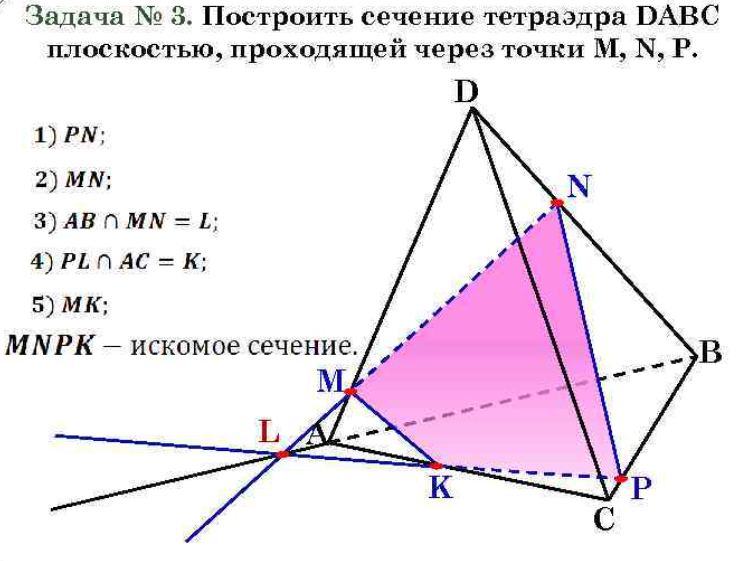 Задача № 3. Построить сечение тетраэдра DABC
плоскостью, проходящей через точки M, N, P.
D
1) PN;
2) MN;
N
3) AB ∩ MN = L;
4) PL ∩ AC = K;
5) MK;
MNPK − искомое сечение.
B
M
L
A
K
P
C